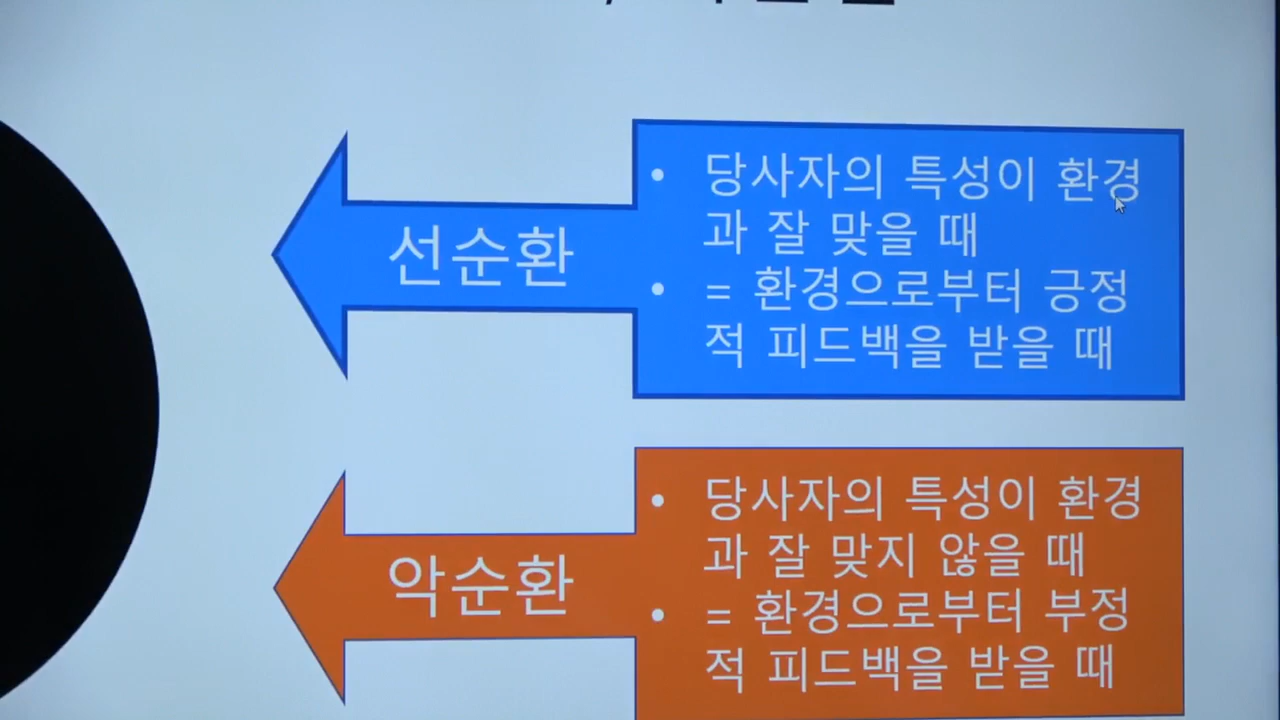 선순환
• 당사자의 특성이 환경
과 잘 맞을 때
• = 환경으로부터 긍정
적 피드백을 받을 때
악순환
• 당사자의 특성이 환경
과 잘 맞지 않을 때
• = 환경으로부터 부정
적 피드백을 받을 때